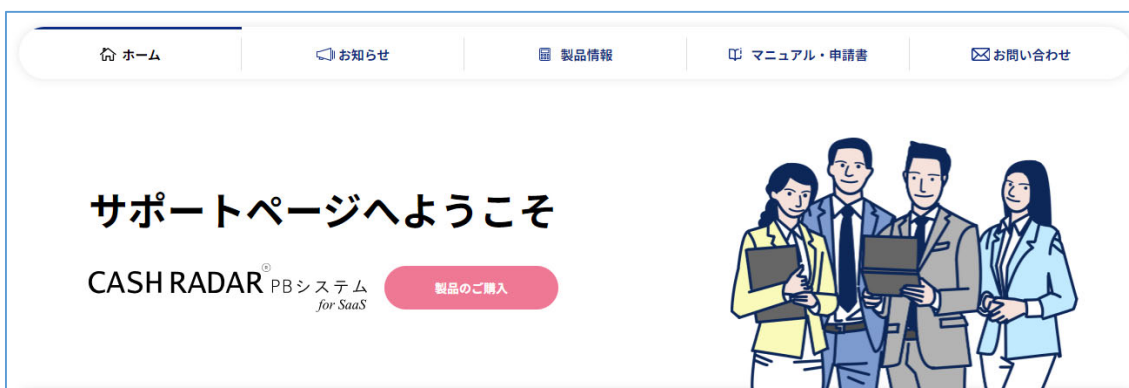 ホーム
お知らせ
製品情報
マニュアル・申請書
お問い合わせ
サポートページへようこそ
CASH RADAR® PBシステム
for SaaS
製品のご購入